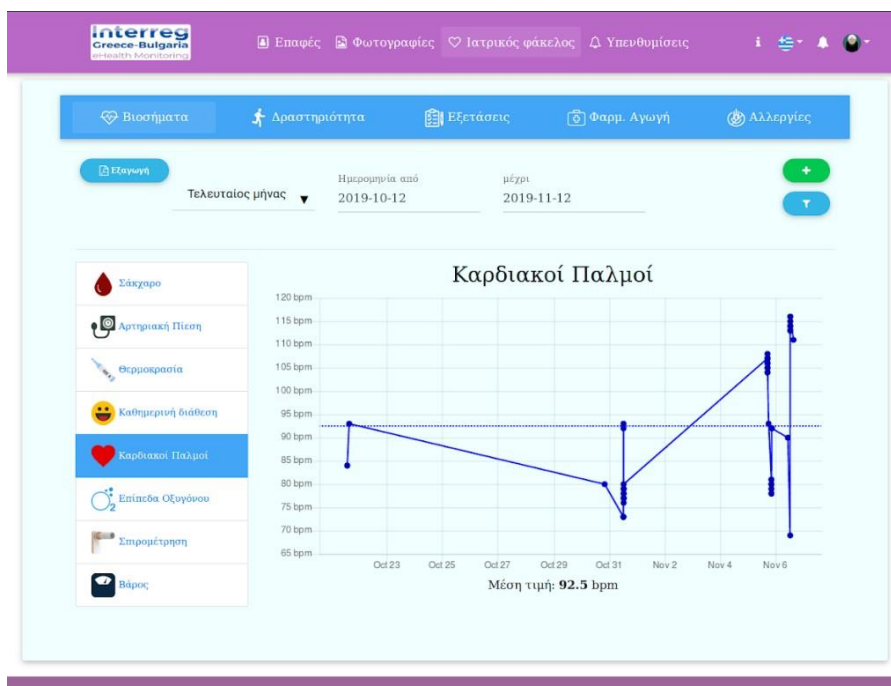 Interreg
Greece-Bulgaria
eHealth Monitoring
Επαφές Φωτογραφίες Ιατρικός φάκελος Υπενθυμίσεις
Βιοσήματα Δραστηριότητα Εξετάσεις Φαρμ. Αγωγή Αλλεργίες
Εξαγωγή
Τελευταίος μήνας
Ημερομηνία από
2019-10-12
μέχρι
2019-11-12
Σάκχαρο
Αρτηριακή Πίεση
Θερμοκρασία
Καθημερινή διάθεση
Καρδιακοί Παλμοί
Επίπεδα Οξυγόνου
Σπιρομέτρηση
Βάρος
Καρδιακοί Παλμοί
120 bpm
115 bpm
110 bpm
105 bpm
100 bpm
95 bpm
90 bpm
85 bpm
80 bpm
75 bpm
70 bpm
65 bpm
Oct 23 Oct 25 Oct 27 Oct 29 Oct 31 Nov 2 Nov 4 Nov 6
Μέση τιμή: 92.5 bpm